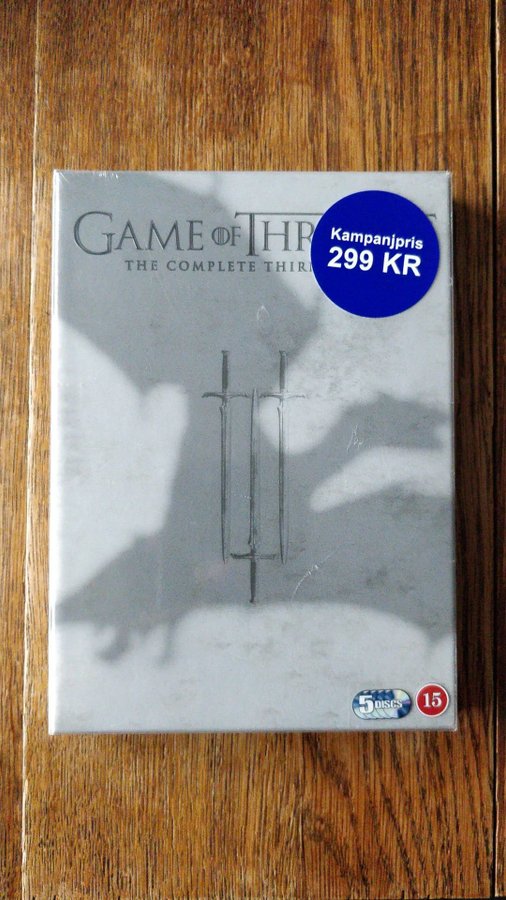 GAME OF THR
THE COMPLETE THIR
Kampanjpris
299 KR
5 DISCS
15